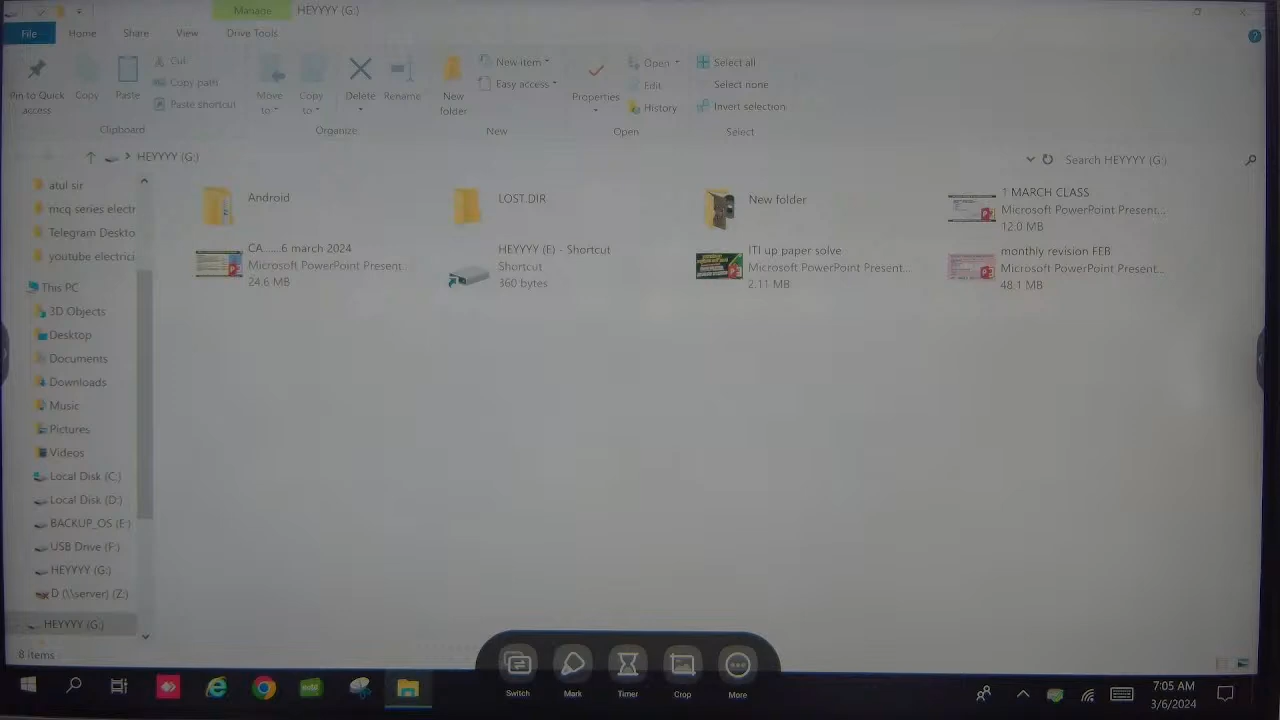 Manage
HEYYYY (G:)
File
Home
Share
View
Drive Tools
Pin to Quick
access
Copy
Paste
Cut
Copy path
Paste shortcut
Clipboard
Move
to
Copy
to
Delete
Rename
Organize
New
folder
New item
Easy access
New
Properties
Open
Edit
History
Open
Select all
Select none
Invert selection
Select
HEYYYY (G:)
Search HEYYYY (G:)
atul sir
mcq series electr
Telegram Deskto
youtube electrici
This PC
3D Objects
Desktop
Documents
Downloads
Music
Pictures
Videos
Local Disk (C:)
Local Disk (D:)
BACKUP_OS (E:)
USB Drive (F:)
HEYYYY (G:)
D (\\server) (Z:)
HEYYYY (G:)
8 items
Android
LOST.DIR
New folder
1 MARCH CLASS
Microsoft PowerPoint Present...
12.0 MB
CA......6 march 2024
Microsoft PowerPoint Present...
24.6 MB
HEYYYY (E) - Shortcut
Shortcut
360 bytes
ITI up paper solve
Microsoft PowerPoint Present...
2.11 MB
monthly revision FEB
Microsoft PowerPoint Present...
48.1 MB
Switch
Mark
Timer
Crop
More
7:05 AM
3/6/2024